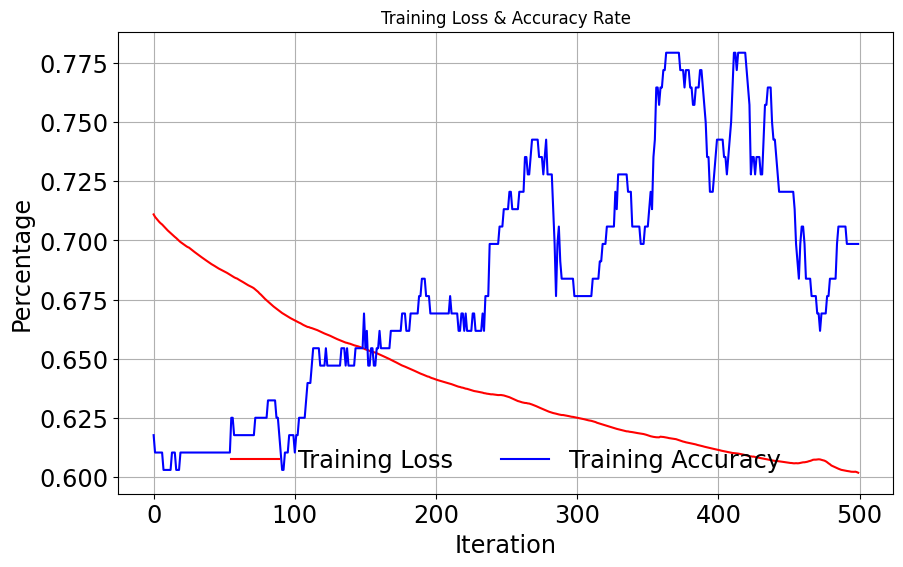 Training Loss & Accuracy Rate
0.775
0.750
0.725
0.700
0.675
0.650
0.625
0.600
Percentage
Training Loss
Training Accuracy
0
100
200
300
400
500
Iteration